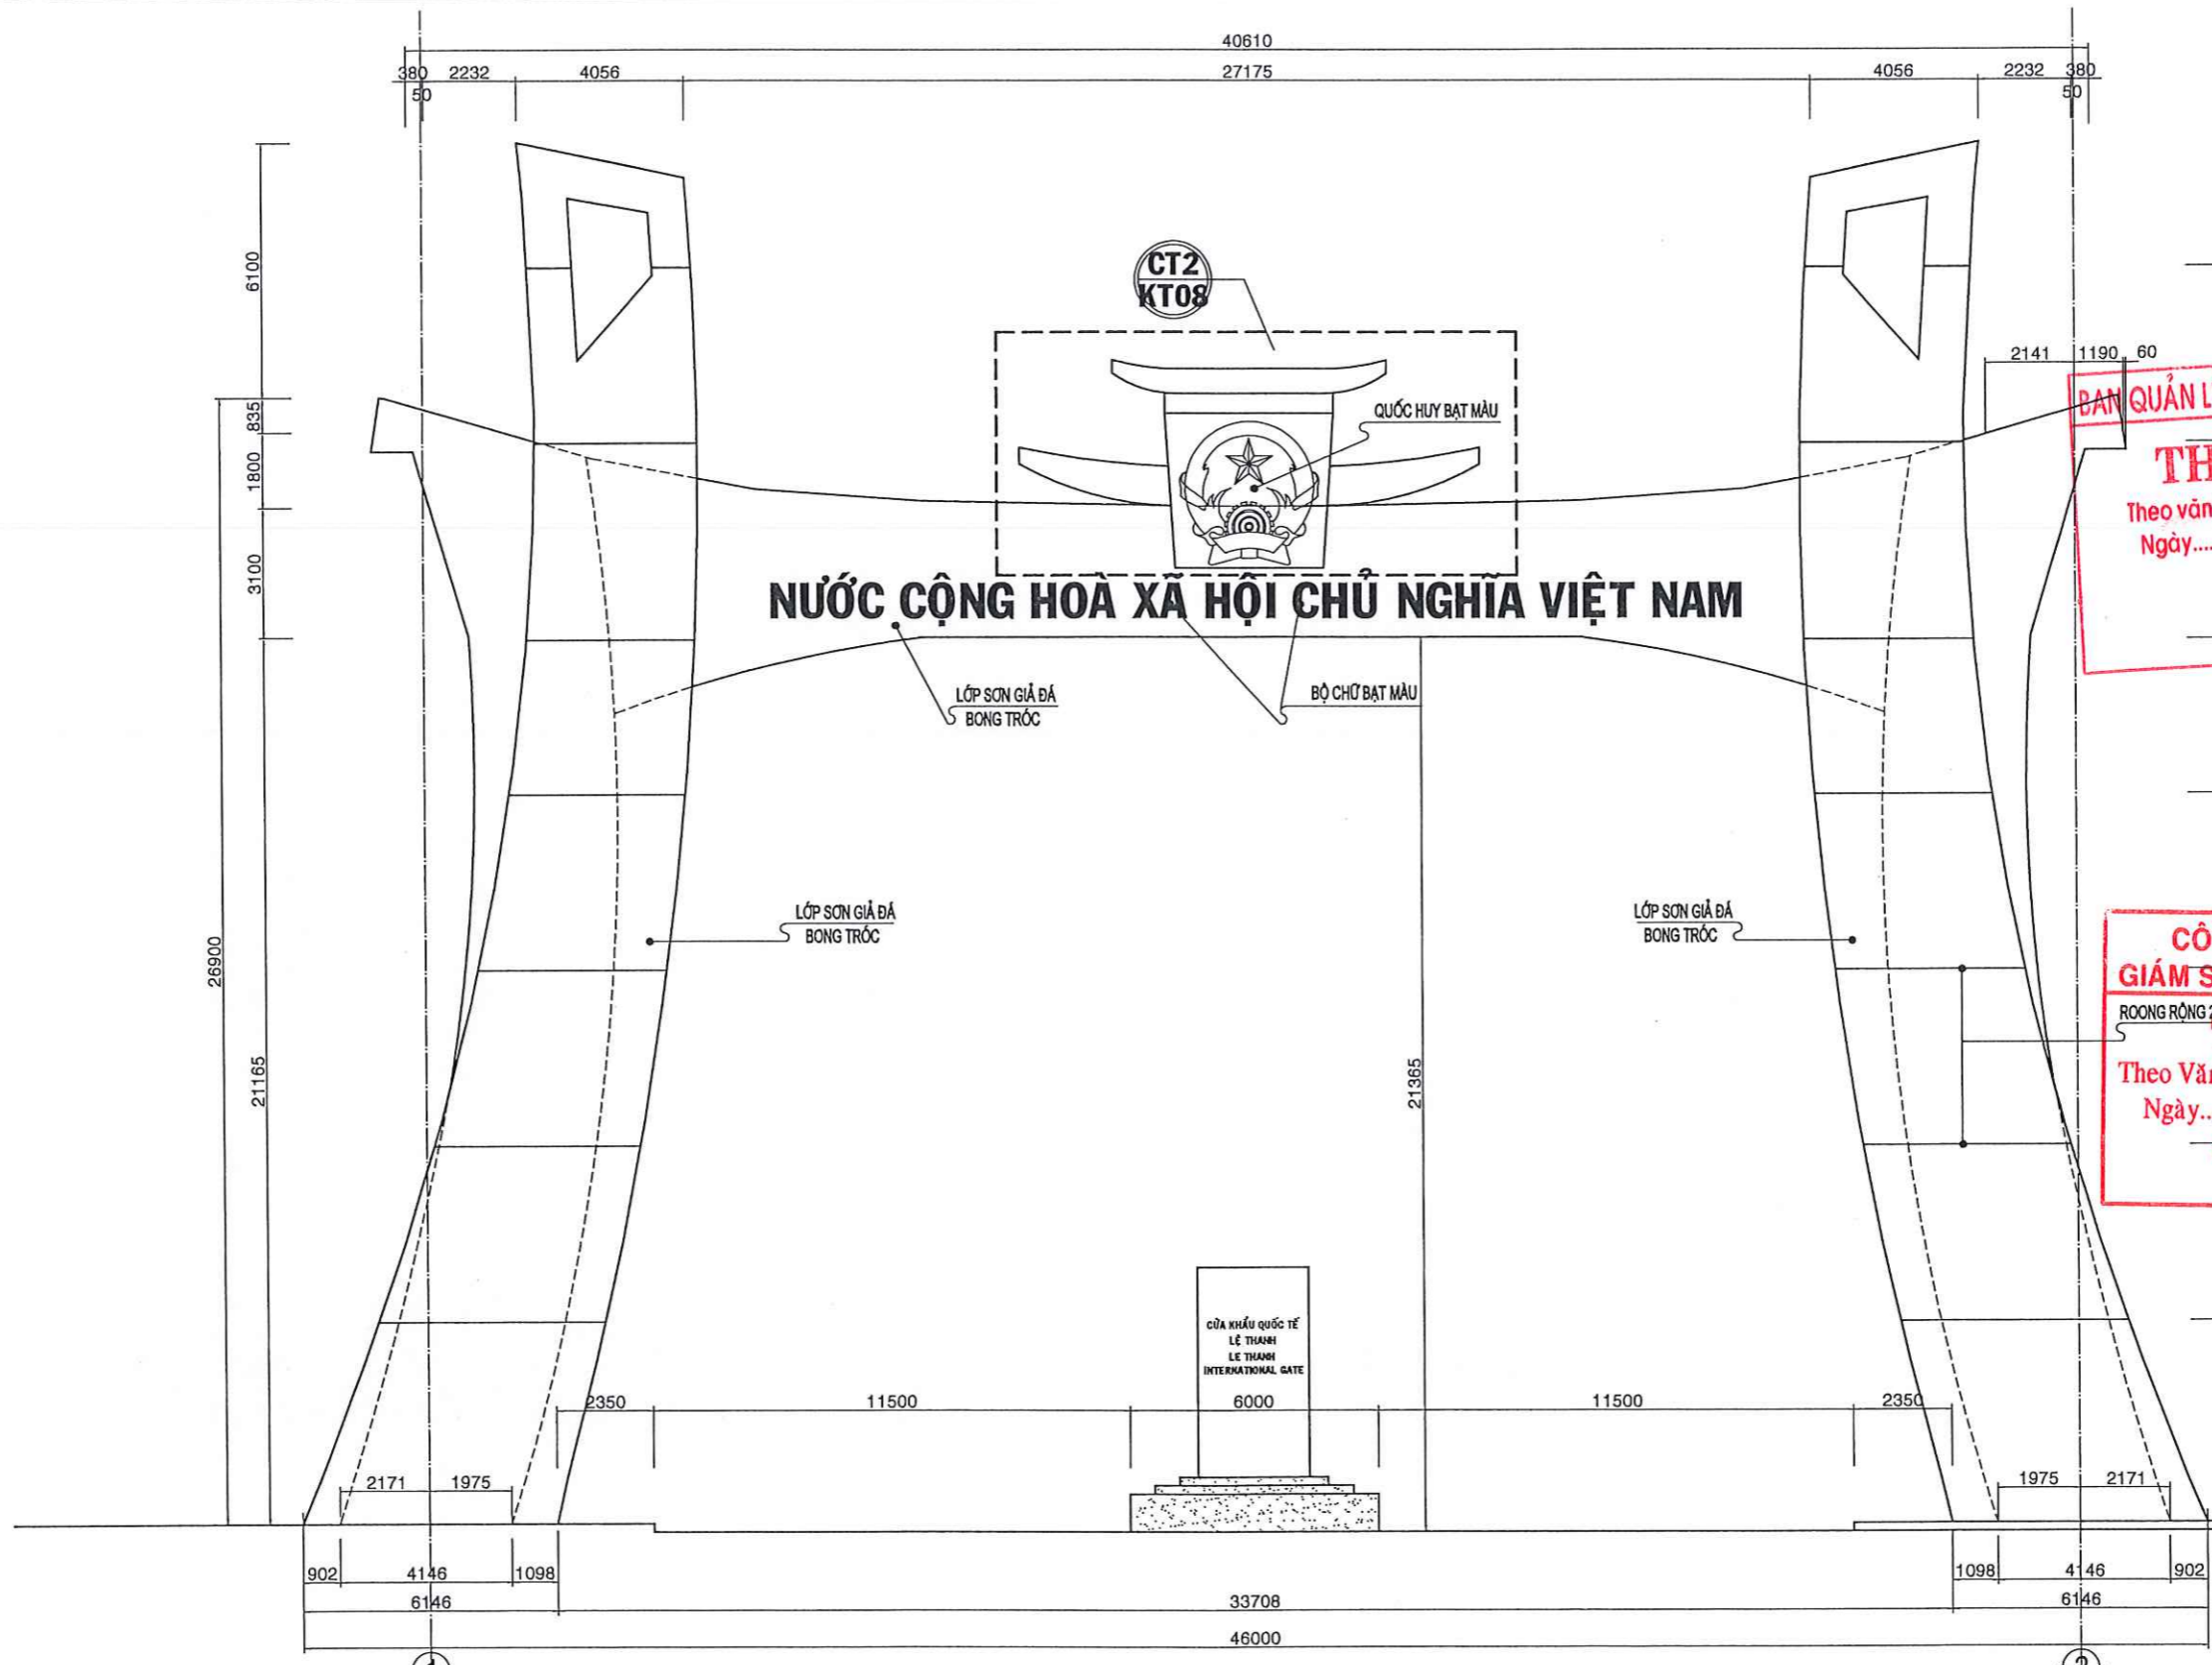 40610
380 2232 4056 27175 4056 2232 380
50 50
6100
CT2
KT08
2141 1190 60
835
QUỐC HUY BẠT MÀU
BAN QUẢN L
1800
TH
Theo văn
Ngày....
3100
NƯỚC CỘNG HOÀ XÃ HỘI CHỦ NGHĨA VIỆT NAM
LỚP SƠN GIẢ ĐÁ
BONG TRÓC
BỘ CHỮ BẠT MÀU
LỚP SƠN GIẢ ĐÁ
BONG TRÓC
LỚP SƠN GIẢ ĐÁ
BONG TRÓC
26900
CÔ
GIÁM S
ROONG RỘNG 2
21165
21365
Theo Văn
Ngày..
CỬA KHẨU QUỐC TẾ
LỆ THANH
LE THANH
INTERNATIONAL GATE
2350 11500 6000 11500 2350
2171 1975 1975 2171
902 4146 1098 1098 4146 902
6146 33708 6146
46000